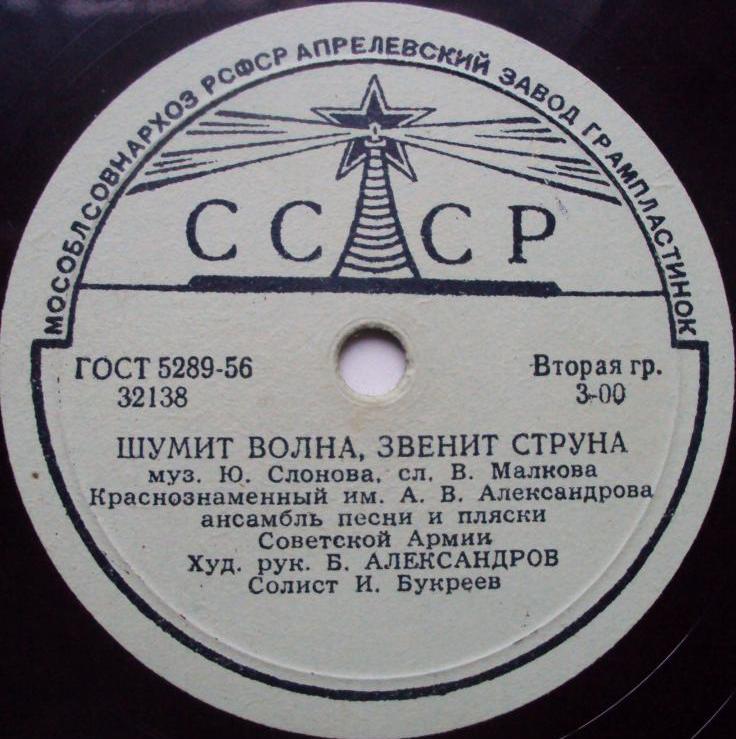 МОСОБЛСОВНАРХОЗ РСФСР АПРЕЛЕВСКИЙ ЗАВОД ГРАМПЛАСТИНОК
СССР
ГОСТ 5289-56
32138
Вторая гр.
3-00
ШУМИТ ВОЛНА, ЗВЕНИТ СТРУНА
муз. Ю. Слонова, сл. В. Малкова
Краснознаменный им. А. В. Александрова
ансамбль песни и пляски
Советской Армии
Худ. рук. Б. АЛЕКСАНДРОВ
Солист И. Букреев